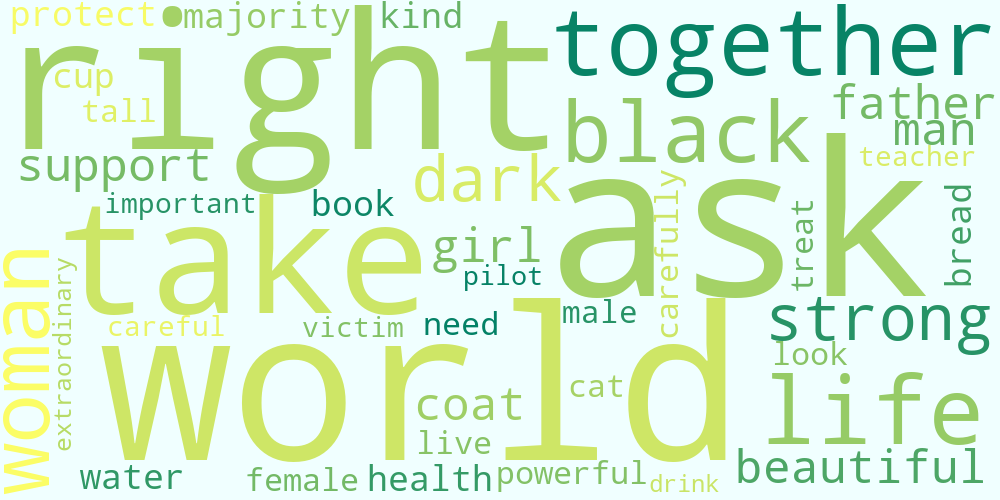 protect
majority
kind
together
right
cup
tall
father
man
black
teacher
support
dark
ask
important
book
take
girl
carefully
treat
bread
pilot
woman
extraordinary
careful
victim
need
male
strong
world
look
cat
life
coat
live
water
female
health
powerful
drink
beautiful